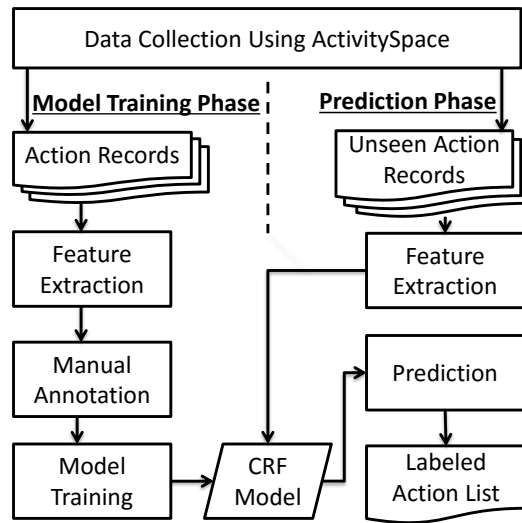 Data Collection Using ActivitySpace
Model Training Phase
Prediction Phase
Action Records
Unseen Action
Records
Feature
Extraction
Feature
Extraction
Manual
Annotation
Prediction
Model
Training
CRF
Model
Labeled
Action List